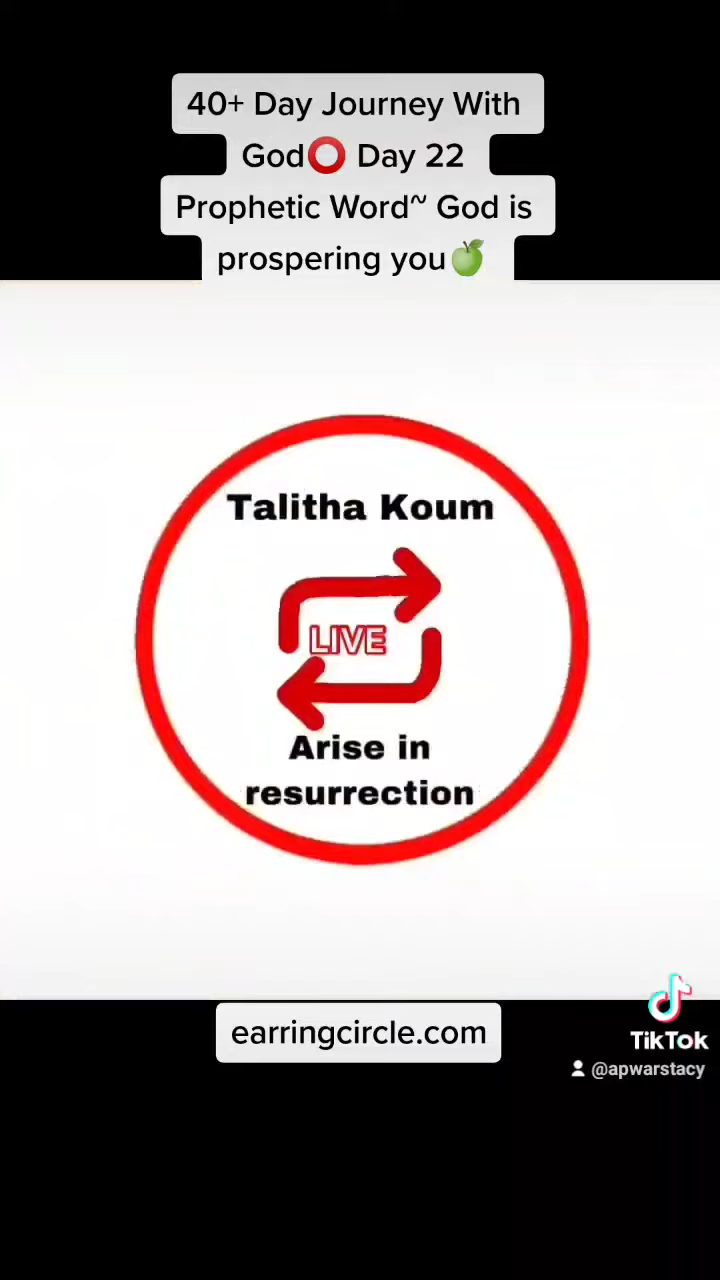 40+ Day Journey With
God⭕ Day 22
Prophetic Word~ God is
prospering you🍏
Talitha Koum
LIVE
Arise in
resurrection
earringcircle.com
TikTok
@apwarstacy